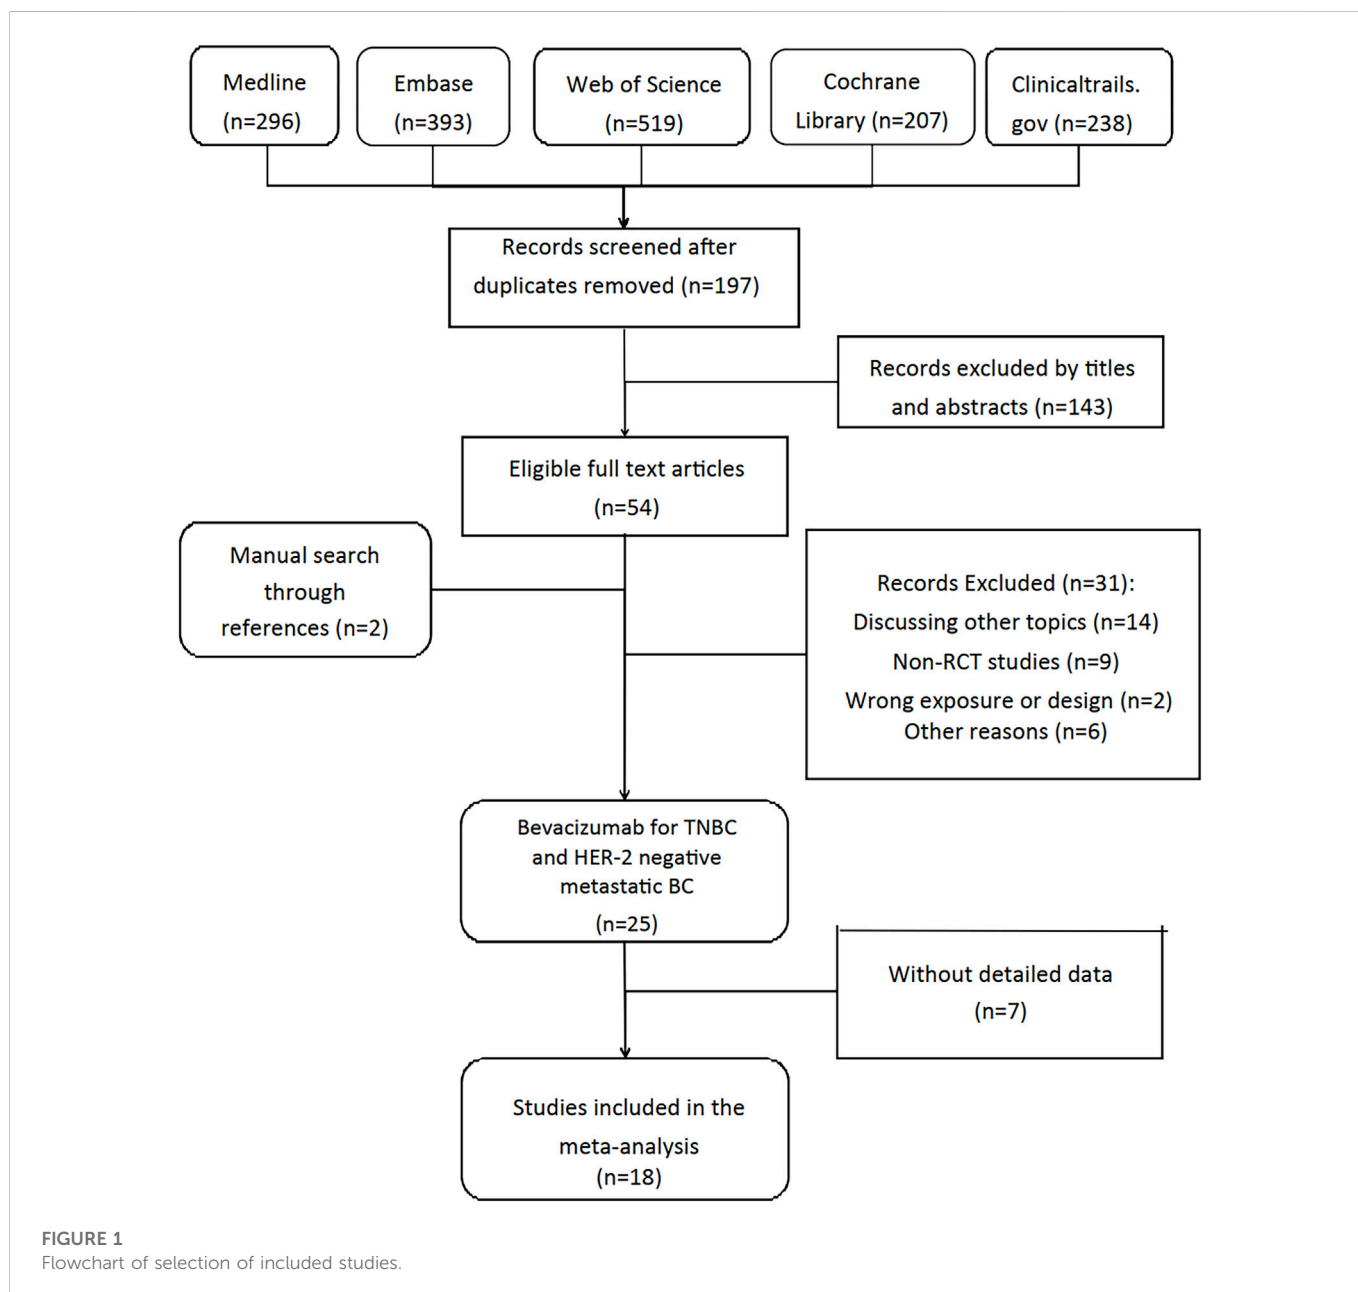 Medline
(n=296)
Embase
(n=393)
Web of Science
(n=519)
Cochrane
Library (n=207)
Clinicaltrails.
gov (n=238)
Records screened after
duplicates removed (n=197)
Records excluded by titles
and abstracts (n=143)
Eligible full text articles
(n=54)
Manual search
through
references (n=2)
Records Excluded (n=31):
Discussing other topics (n=14)
Non-RCT studies (n=9)
Wrong exposure or design (n=2)
Other reasons (n=6)
Bevacizumab for TNBC
and HER-2 negative
metastatic BC
(n=25)
Without detailed data
(n=7)
Studies included in the
meta-analysis
(n=18)
FIGURE 1
Flowchart of selection of included studies.